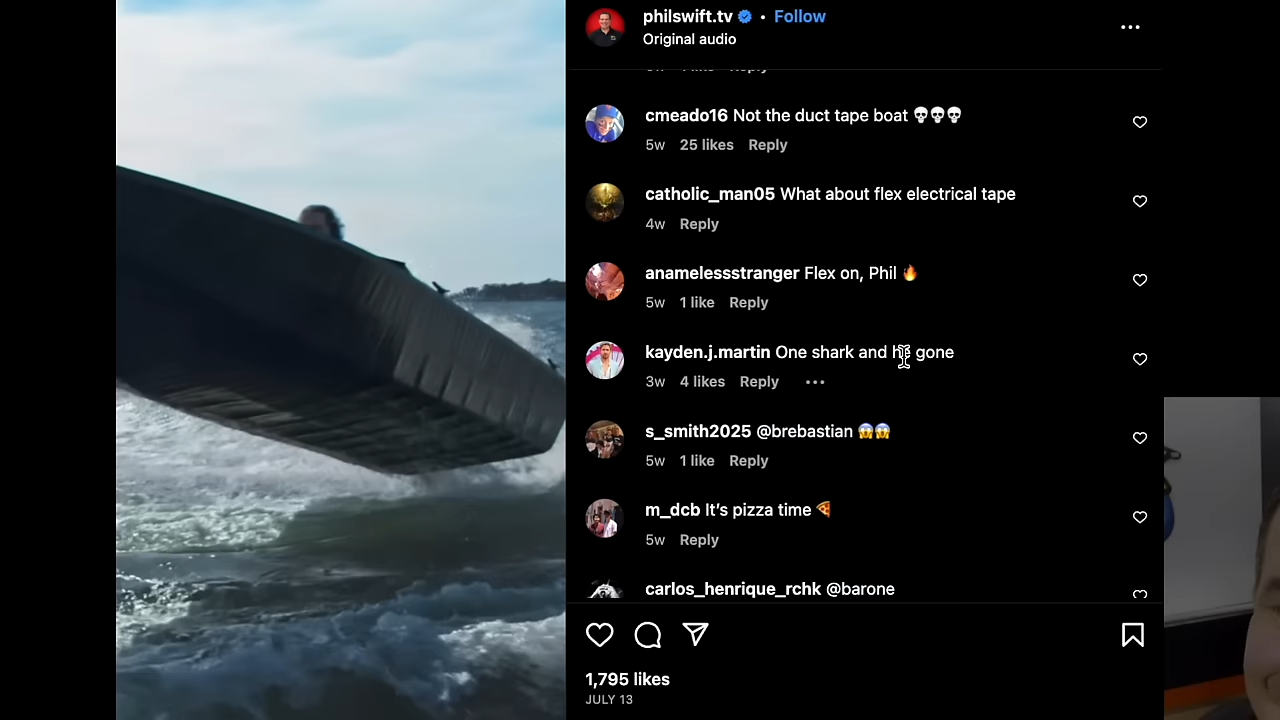 philswift.tv • Follow
Original audio
cmeado16 Not the duct tape boat 💀💀💀
5w 25 likes Reply
catholic_man05 What about flex electrical tape
4w Reply
anamelessstranger Flex on, Phil 🔥
5w 1 like Reply
kayden.j.martin One shark and he gone
3w 4 likes Reply •••
s_smith2025 @brebastian 😱😱
5w 1 like Reply
m_dcb It’s pizza time 🍕
5w Reply
carlos_henrique_rchk @barone
1,795 likes
JULY 13